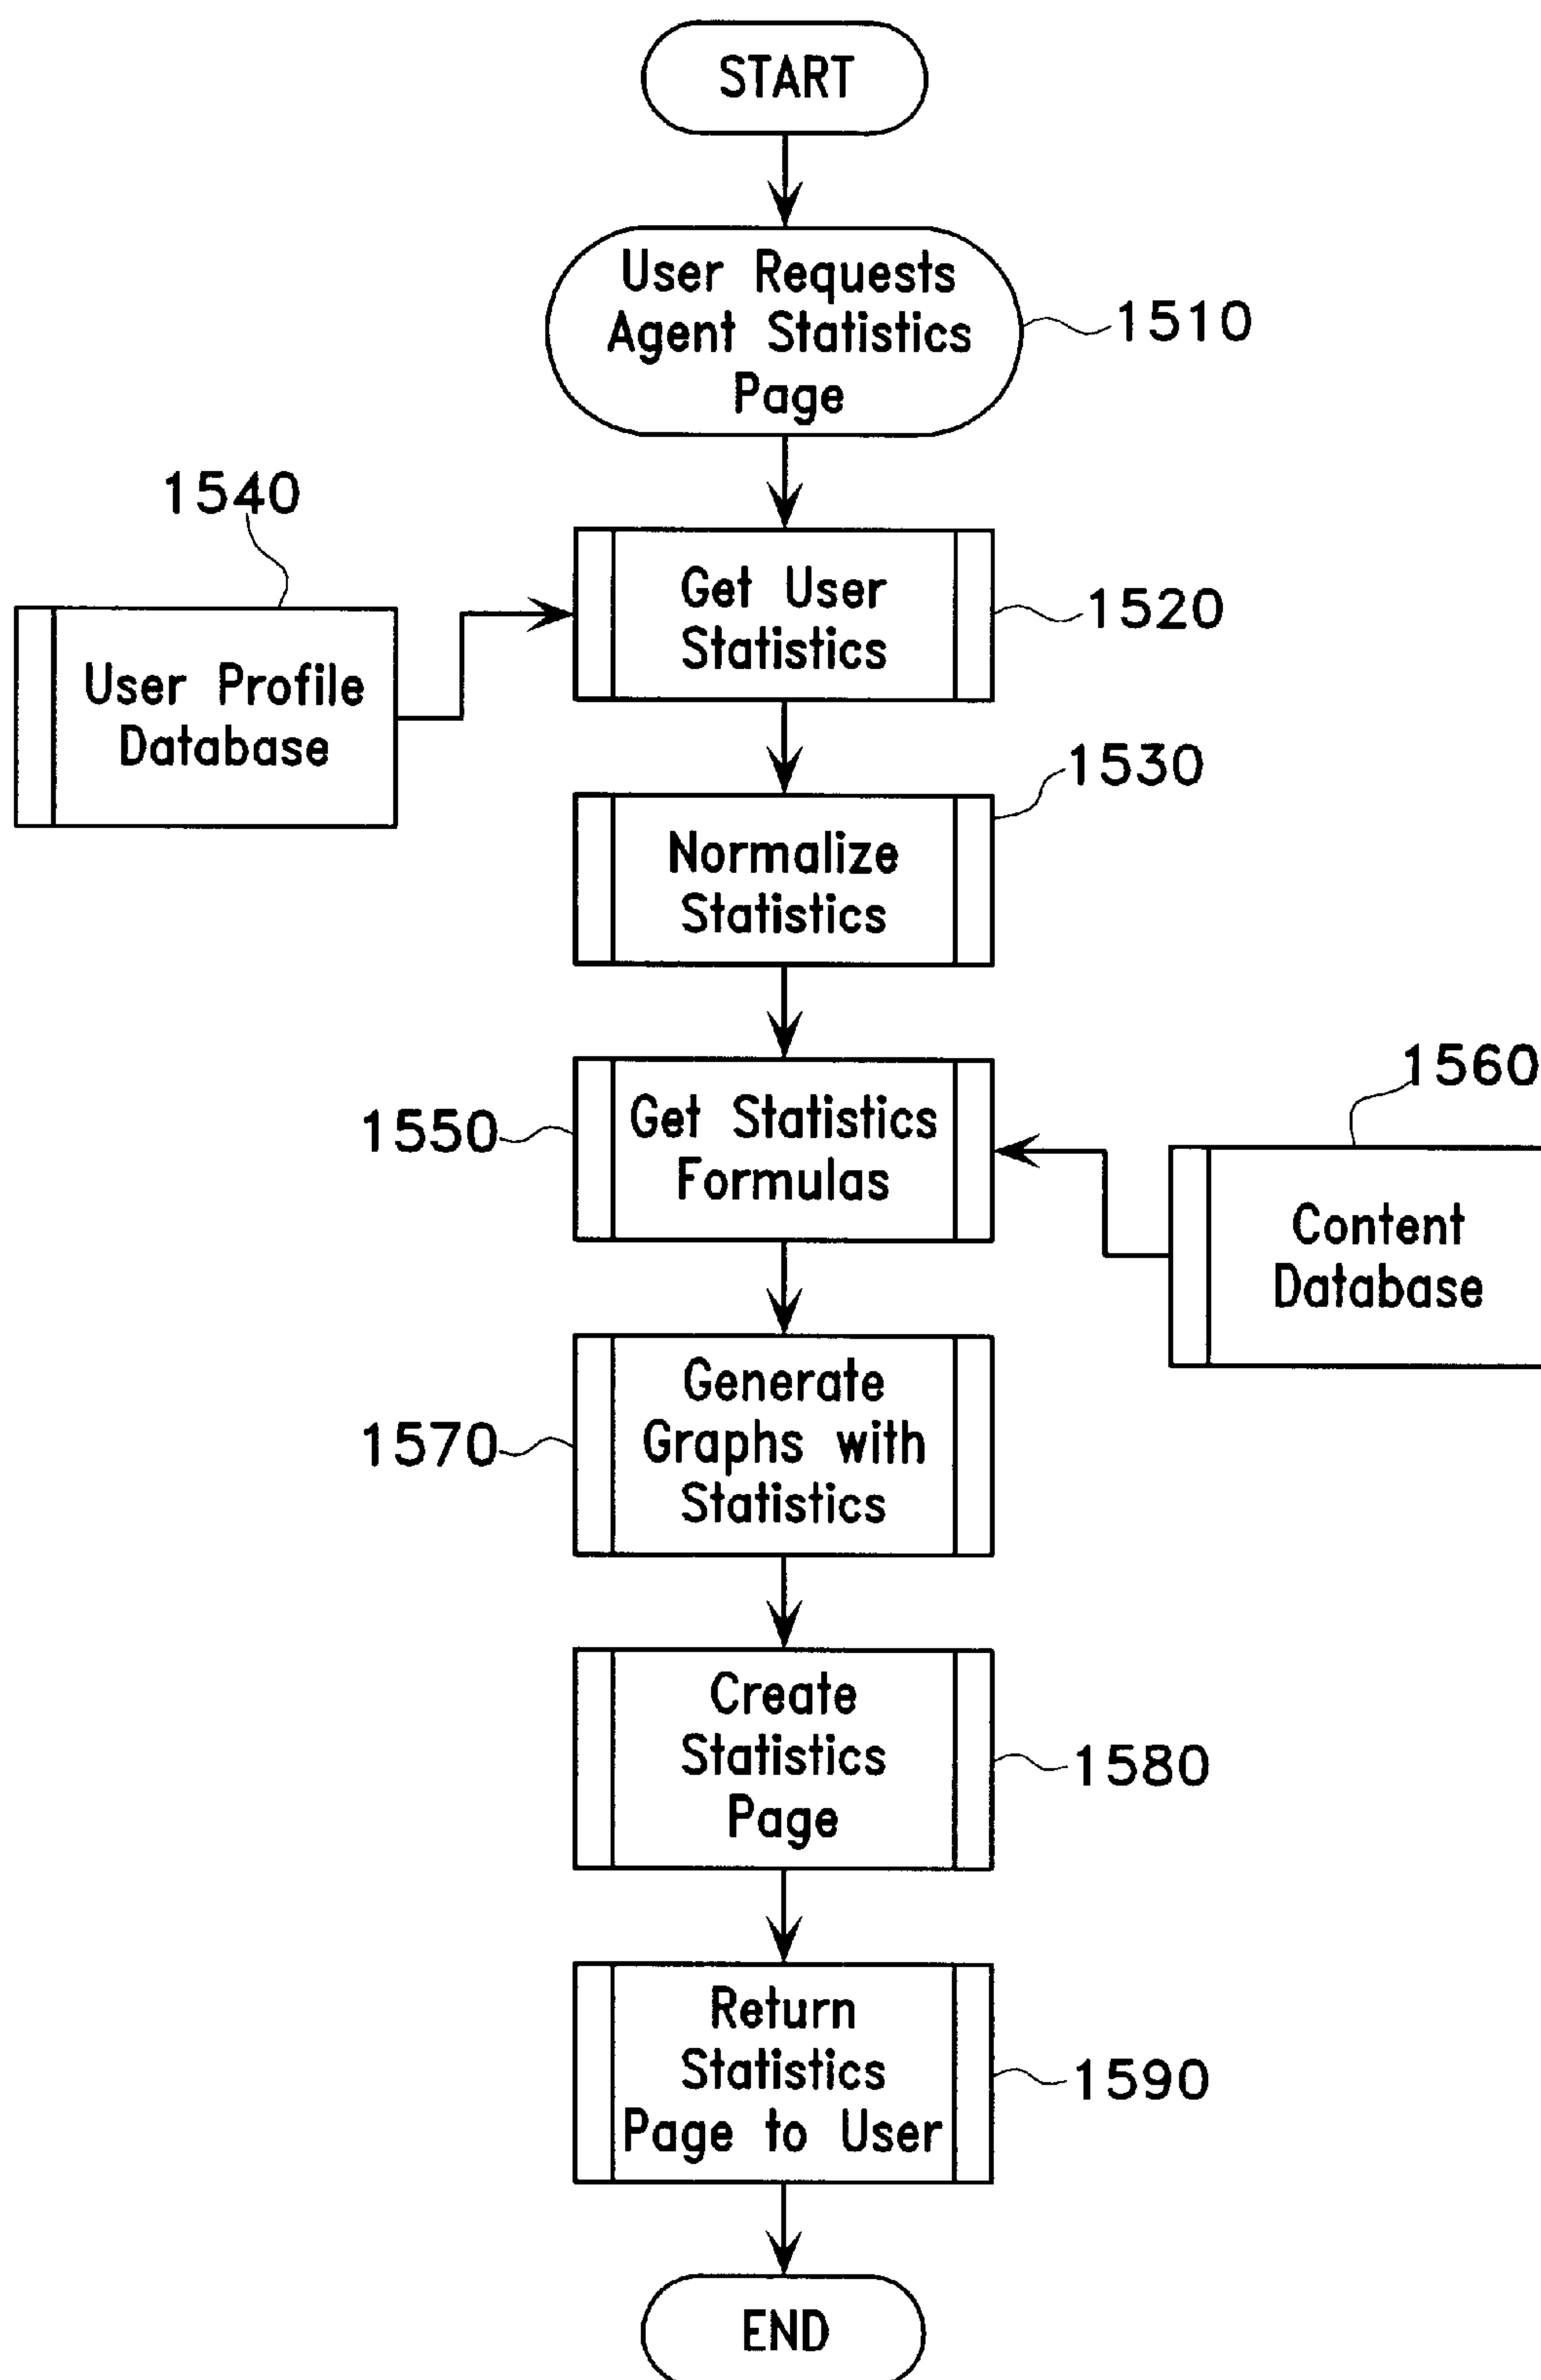 START
User Requests
Agent Statistics
Page
1510
1540
Get User
Statistics
1520
User Profile
Database
1530
Normalize
Statistics
1560
1550
Get Statistics
Formulas
Content
Database
Generate
Graphs with
Statistics
1570
Create
Statistics
Page
1580
Return
Statistics
Page to User
1590
END